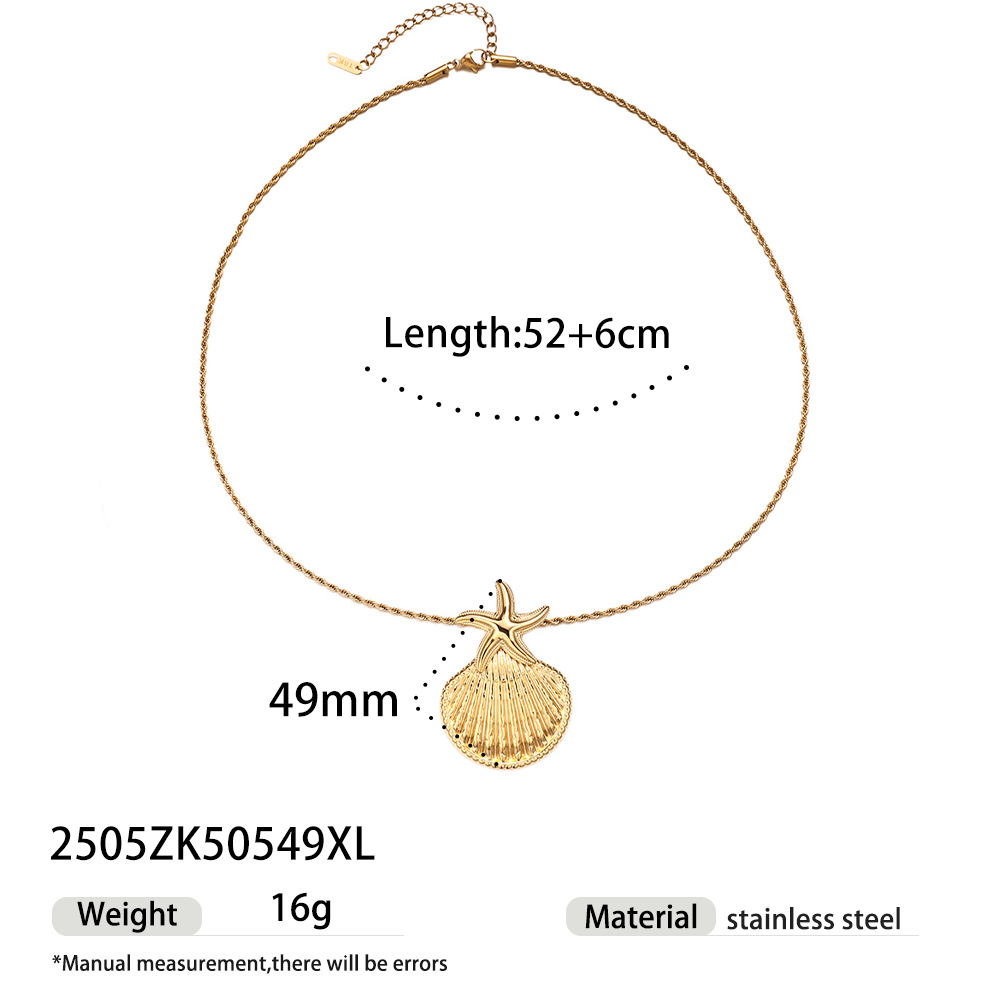 Length:52+6cm
49mm
2505ZK50549XL
Weight 16g
Material stainless steel
*Manual measurement,there will be errors